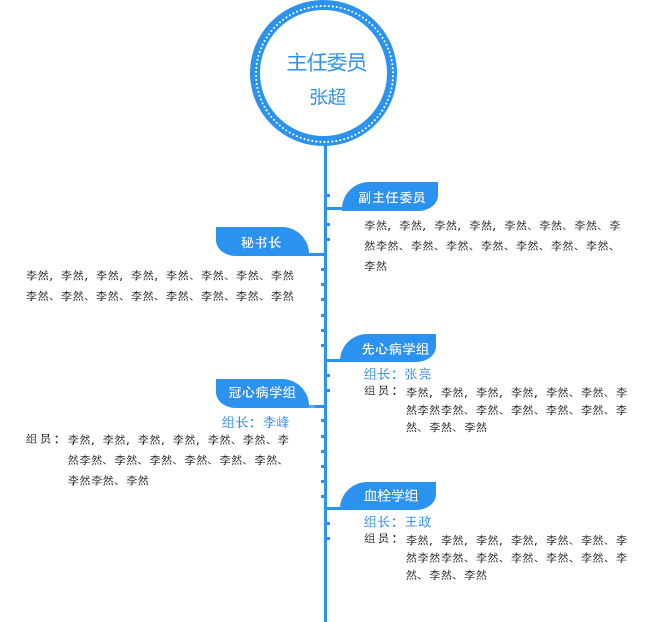 主任委员
张超
副主任委员
李然，李然，李然，李然，李然、李然、李然、李
然李然、李然、李然、李然、李然、李然、李然、
李然
秘书长
李然，李然，李然，李然，李然、李然、李然、李然
李然、李然、李然、李然、李然、李然、李然、李然
先心病学组
组长：张亮
组员：李然，李然，李然，李然，李然、李然、李
然李然李然、李然、李然、李然、李然、李然、李
然、李然、李然
冠心病学组
组长：李峰
组员：李然，李然，李然，李然，李然、李然、李
然李然、李然、李然、李然、李然、李然、
李然李然、李然
血栓学组
组长：王政
组员：李然，李然，李然，李然，李然、李然、李
然李然李然、李然、李然、李然、李然、李
然、李然、李然